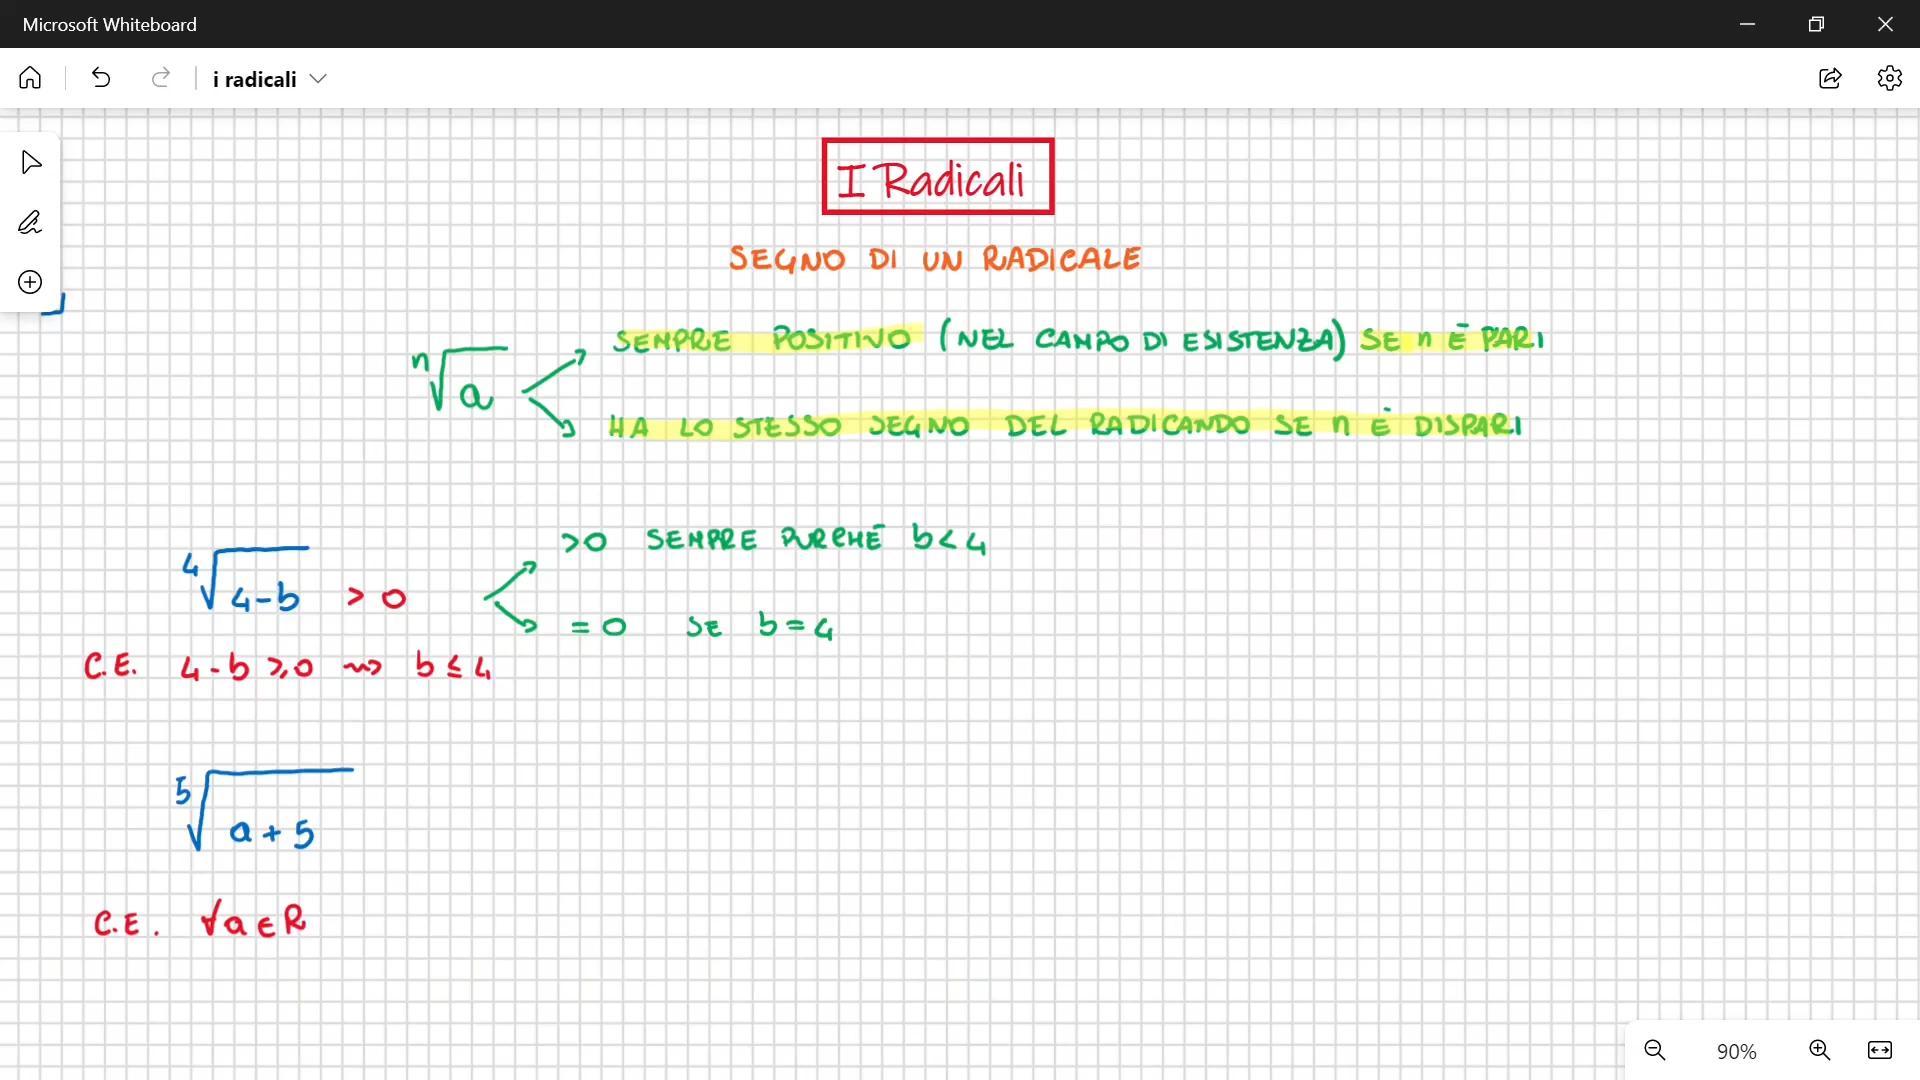 Microsoft Whiteboard
i radicali
I Radicali
SEGNO DI UN RADICALE
ⁿ√a
SEMPRE POSITIVO (NEL CAMPO DI ESISTENZA) SE n È PARI
HA LO STESSO SEGNO DEL RADICANDO SE n È DISPARI
⁴√4-b > 0
>0 SEMPRE PURCHÉ b<4
=0 SE b=4
C.E. 4-b ≥ 0 ⇝ b ≤ 4
⁵√a+5
C.E. ∀a∈R
90%